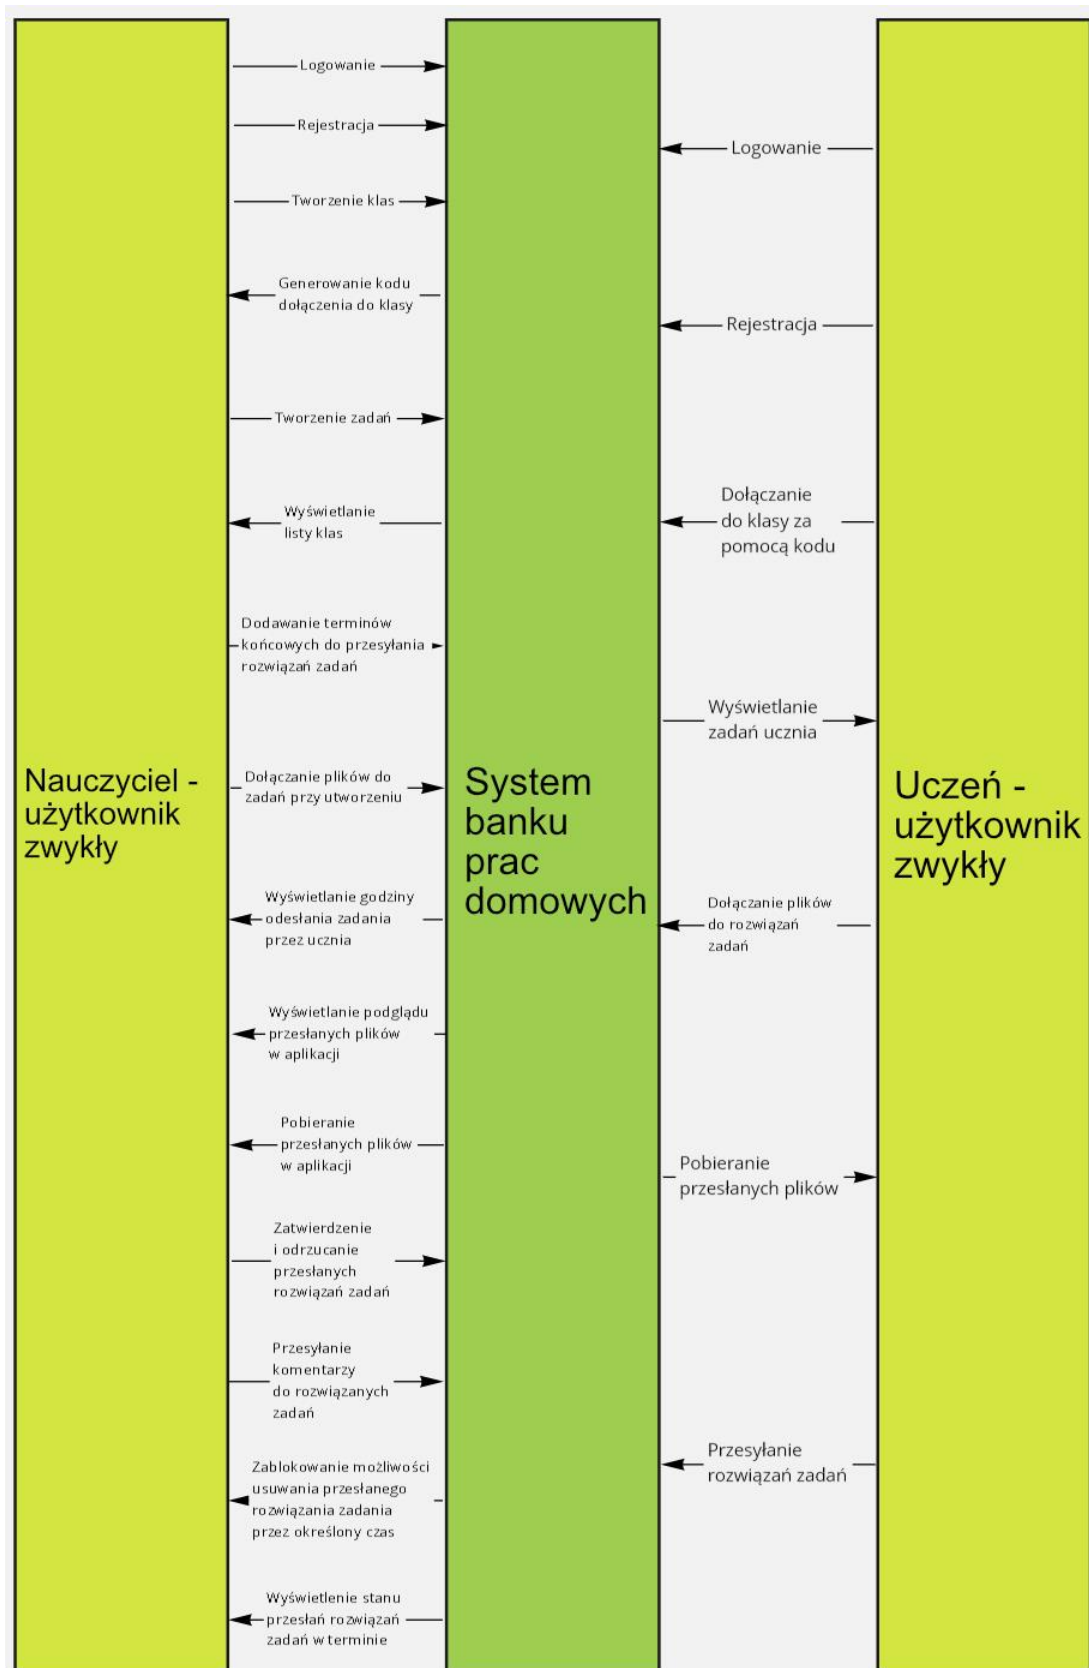 Logowanie
Rejestracja
Tworzenie klas
Generowanie kodu
dołączenia do klasy
Tworzenie zadań
Wyświetlanie
listy klas
Dodawanie terminów
końcowych do przesyłania
rozwiązań zadań
Dołączanie plików do
zadań przy utworzeniu
Wyświetlanie godziny
odesłania zadania
przez ucznia
Wyświetlanie podglądu
przesłanych plików
w aplikacji
Pobieranie
przesłanych plików
w aplikacji
Zatwierdzenie
i odrzucanie
przesłanych
rozwiązań zadań
Przesyłanie
komentarzy
do rozwiązanych
zadań
Zablokowanie możliwości
usuwania przesłanego
rozwiązania zadania
przez określony czas
Wyświetlenie stanu
przesłań rozwiązań
zadań w terminie
Nauczyciel -
użytkownik
zwykły
System
banku
prac
domowych
Logowanie
Rejestracja
Dołączanie
do klasy za
pomocą kodu
Wyświetlanie
zadań ucznia
Dołączanie plików
do rozwiązań
zadań
Pobieranie
przesłanych plików
Przesyłanie
rozwiązań zadań
Uczeń -
użytkownik
zwykły